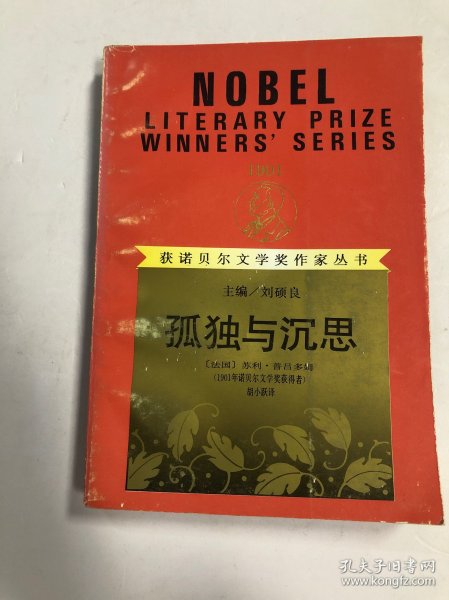 NOBEL
LITERARY PRIZE
WINNERS' SERIES
1901
获诺贝尔文学奖作家丛书
主编/刘硕良
孤独与沉思
〔法国〕苏利·普吕多姆
(1901年诺贝尔文学奖获得者)
胡小跃译
孔夫子旧书网
www.kongfz.com